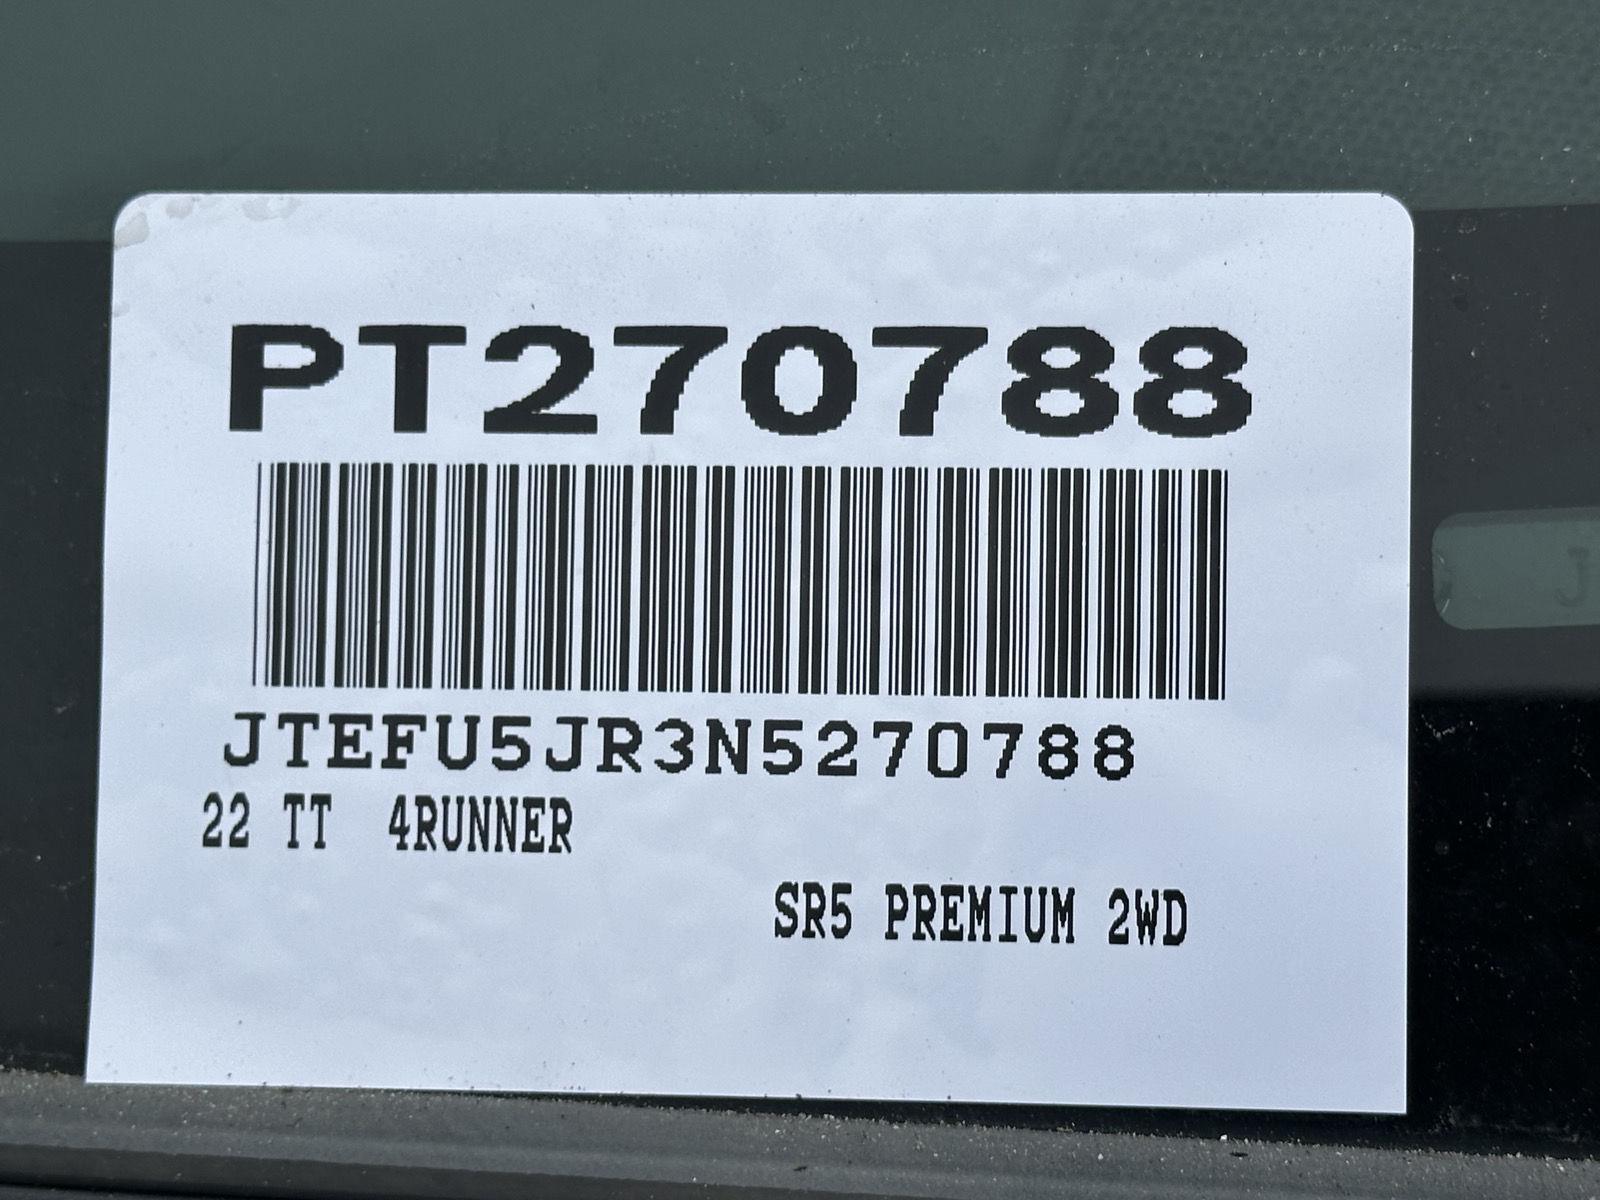 PT270788
JTEFU5JR3N5270788
22 TT 4RUNNER
SR5 PREMIUM 2WD
J